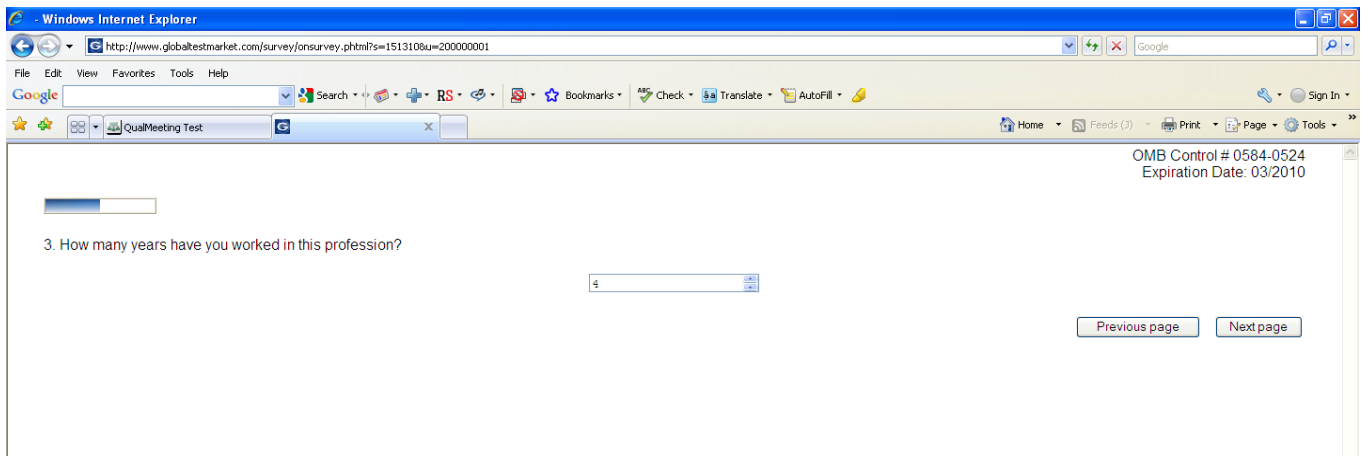 - Windows Internet Explorer
http://www.globaltestmarket.com/survey/onsurvey.phtml?s=151310&u=200000001
Google
File Edit View Favorites Tools Help
Google Search RS Bookmarks ABC Check Translate AutoFill Sign In
QualMeeting Test G x Home Feeds (J) Print Page Tools »
OMB Control # 0584-0524
Expiration Date: 03/2010
3. How many years have you worked in this profession?
4
Previous page Next page